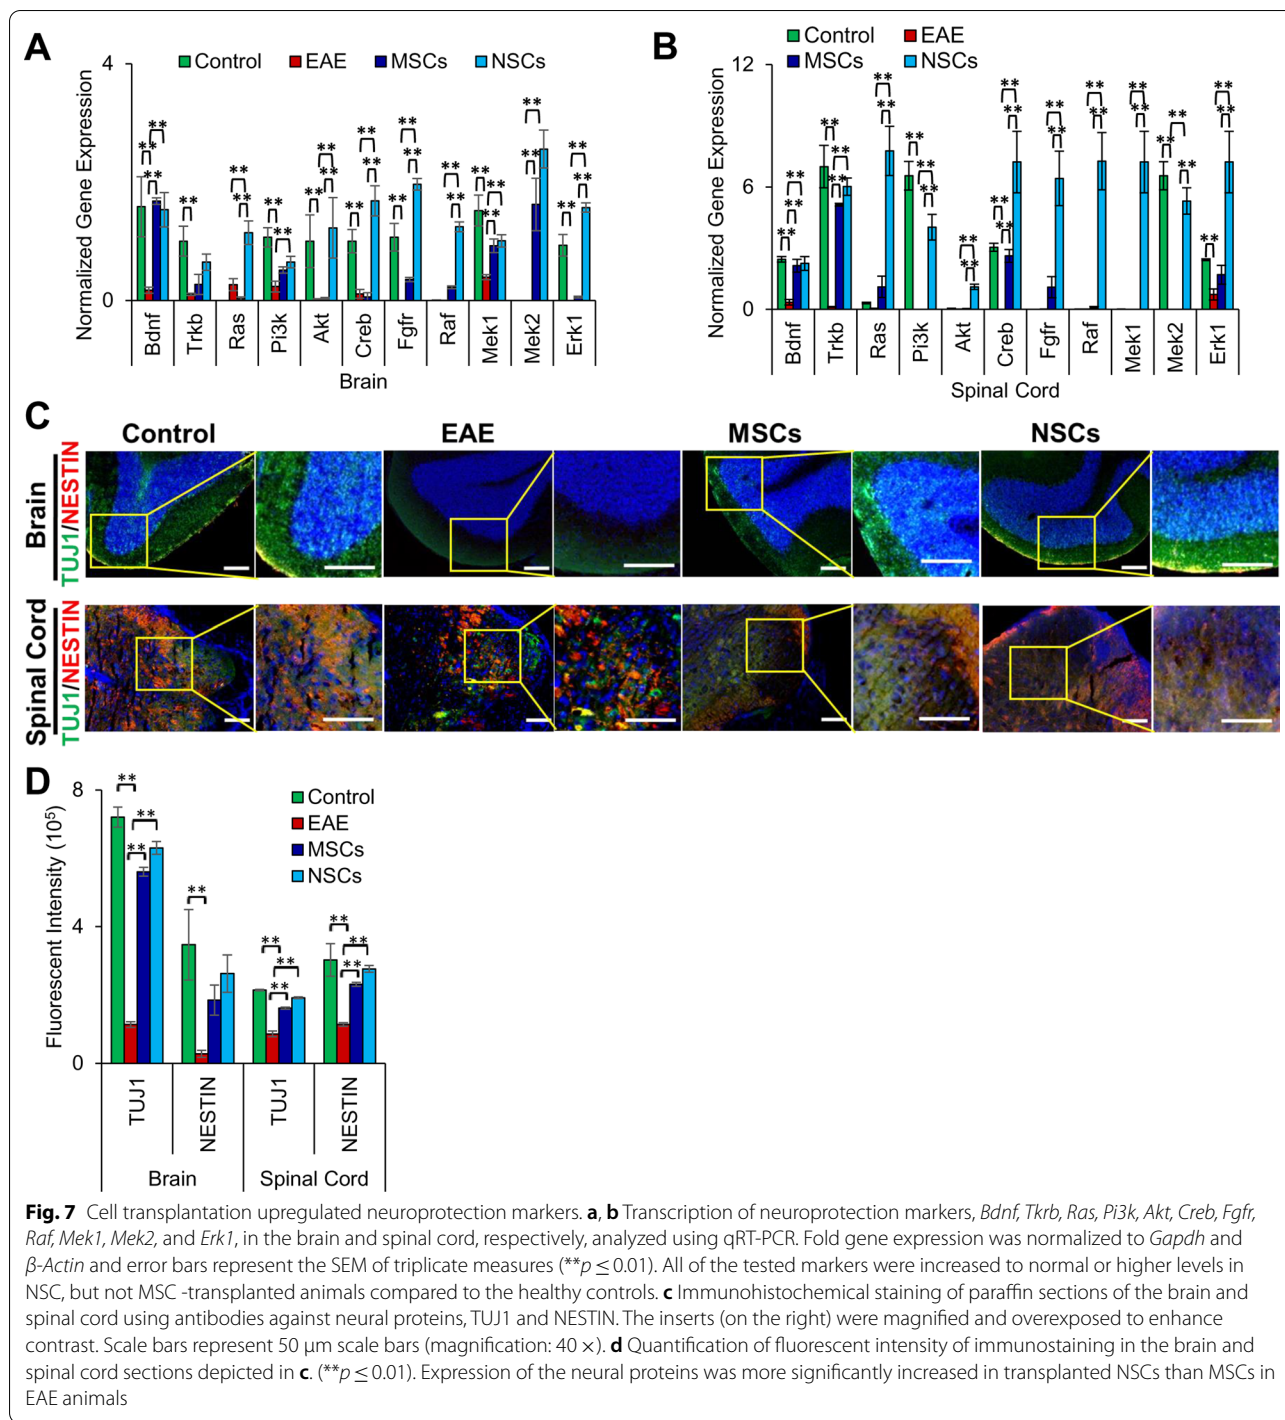 A
4
Control EAE MSCs NSCs
Normalized Gene Expression
0
Bdnf Trkb Ras Pi3k Akt Creb Fgfr Raf Mek1 Mek2 Erk1
Brain
B
Control EAE
MSCs NSCs
12
Normalized Gene Expression
6
0
Bdnf Trkb Ras Pi3k Akt Creb Fgfr Raf Mek1 Mek2 Erk1
Spinal Cord
C
Control EAE MSCs NSCs
Brain
TUJ1/NESTIN
Spinal Cord
TUJ1/NESTIN
D
8
Control
EAE
MSCs
NSCs
Fluorescent Intensity (10⁵)
4
0
TUJ1 NESTIN TUJ1 NESTIN
Brain Spinal Cord
Fig. 7 Cell transplantation upregulated neuroprotection markers. a, b Transcription of neuroprotection markers, Bdnf, Tkrb, Ras, Pi3k, Akt, Creb, Fgfr,
Raf, Mek1, Mek2, and Erk1, in the brain and spinal cord, respectively, analyzed using qRT-PCR. Fold gene expression was normalized to Gapdh and
β-Actin and error bars represent the SEM of triplicate measures (**p ≤ 0.01). All of the tested markers were increased to normal or higher levels in
NSC, but not MSC -transplanted animals compared to the healthy controls. c Immunohistochemical staining of paraffin sections of the brain and
spinal cord using antibodies against neural proteins, TUJ1 and NESTIN. The inserts (on the right) were magnified and overexposed to enhance
contrast. Scale bars represent 50 μm scale bars (magnification: 40 ×). d Quantification of fluorescent intensity of immunostaining in the brain and
spinal cord sections depicted in c. (**p ≤ 0.01). Expression of the neural proteins was more significantly increased in transplanted NSCs than MSCs in
EAE animals